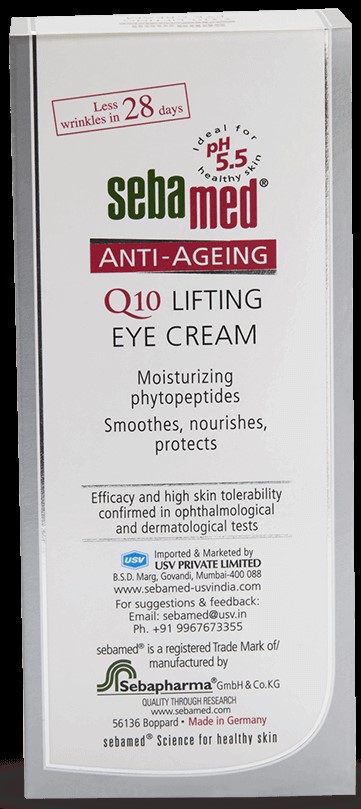 Less
wrinkles in 28 days
ideal for
pH
5.5
healthy skin
sebamed®
ANTI-AGEING
Q10 LIFTING
EYE CREAM
Moisturizing
phytopeptides
Smoothes, nourishes,
protects
Efficacy and high skin tolerability
confirmed in ophthalmological
and dermatological tests
USV
Imported & Marketed by
USV PRIVATE LIMITED
B.S.D. Marg, Govandi, Mumbai-400 088
www.sebamed-usvindia.com
For suggestions & feedback:
Email: sebamed@usv.in
Ph. +91 9967673355
sebamed® is a registered Trade Mark of/
manufactured by
Sebapharma® GmbH & Co.KG
QUALITY THROUGH RESEARCH
www.sebamed.com
56136 Boppard • Made in Germany
sebamed® Science for healthy skin